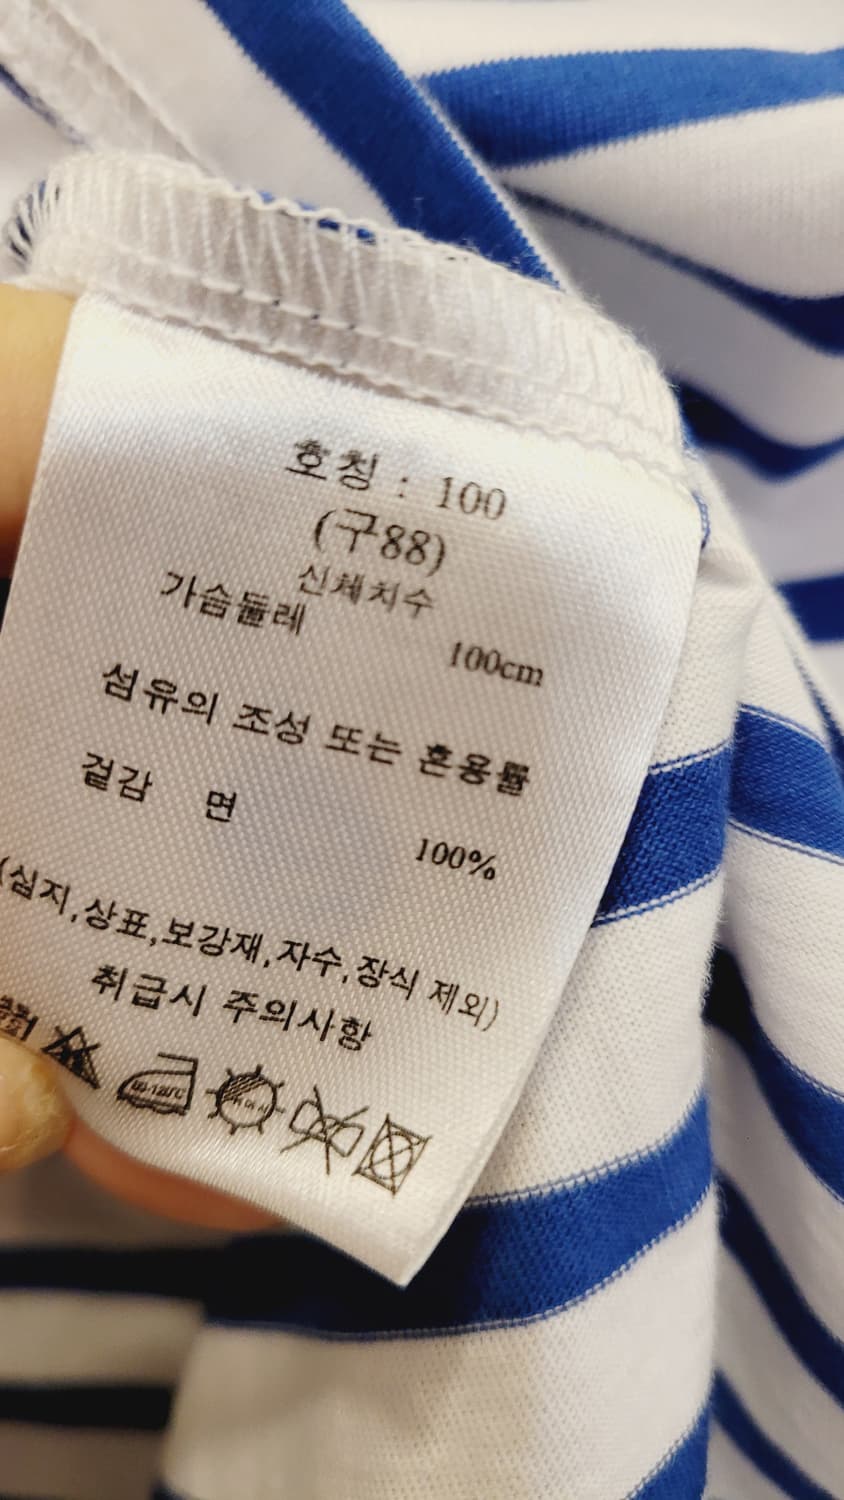 호칭 : 100
(구88)
신체치수
가슴둘레 100cm
섬유의 조성 또는 혼용률
겉감 면 100%
(심지,상표,보강재,자수,장식 제외)
취급시 주의사항